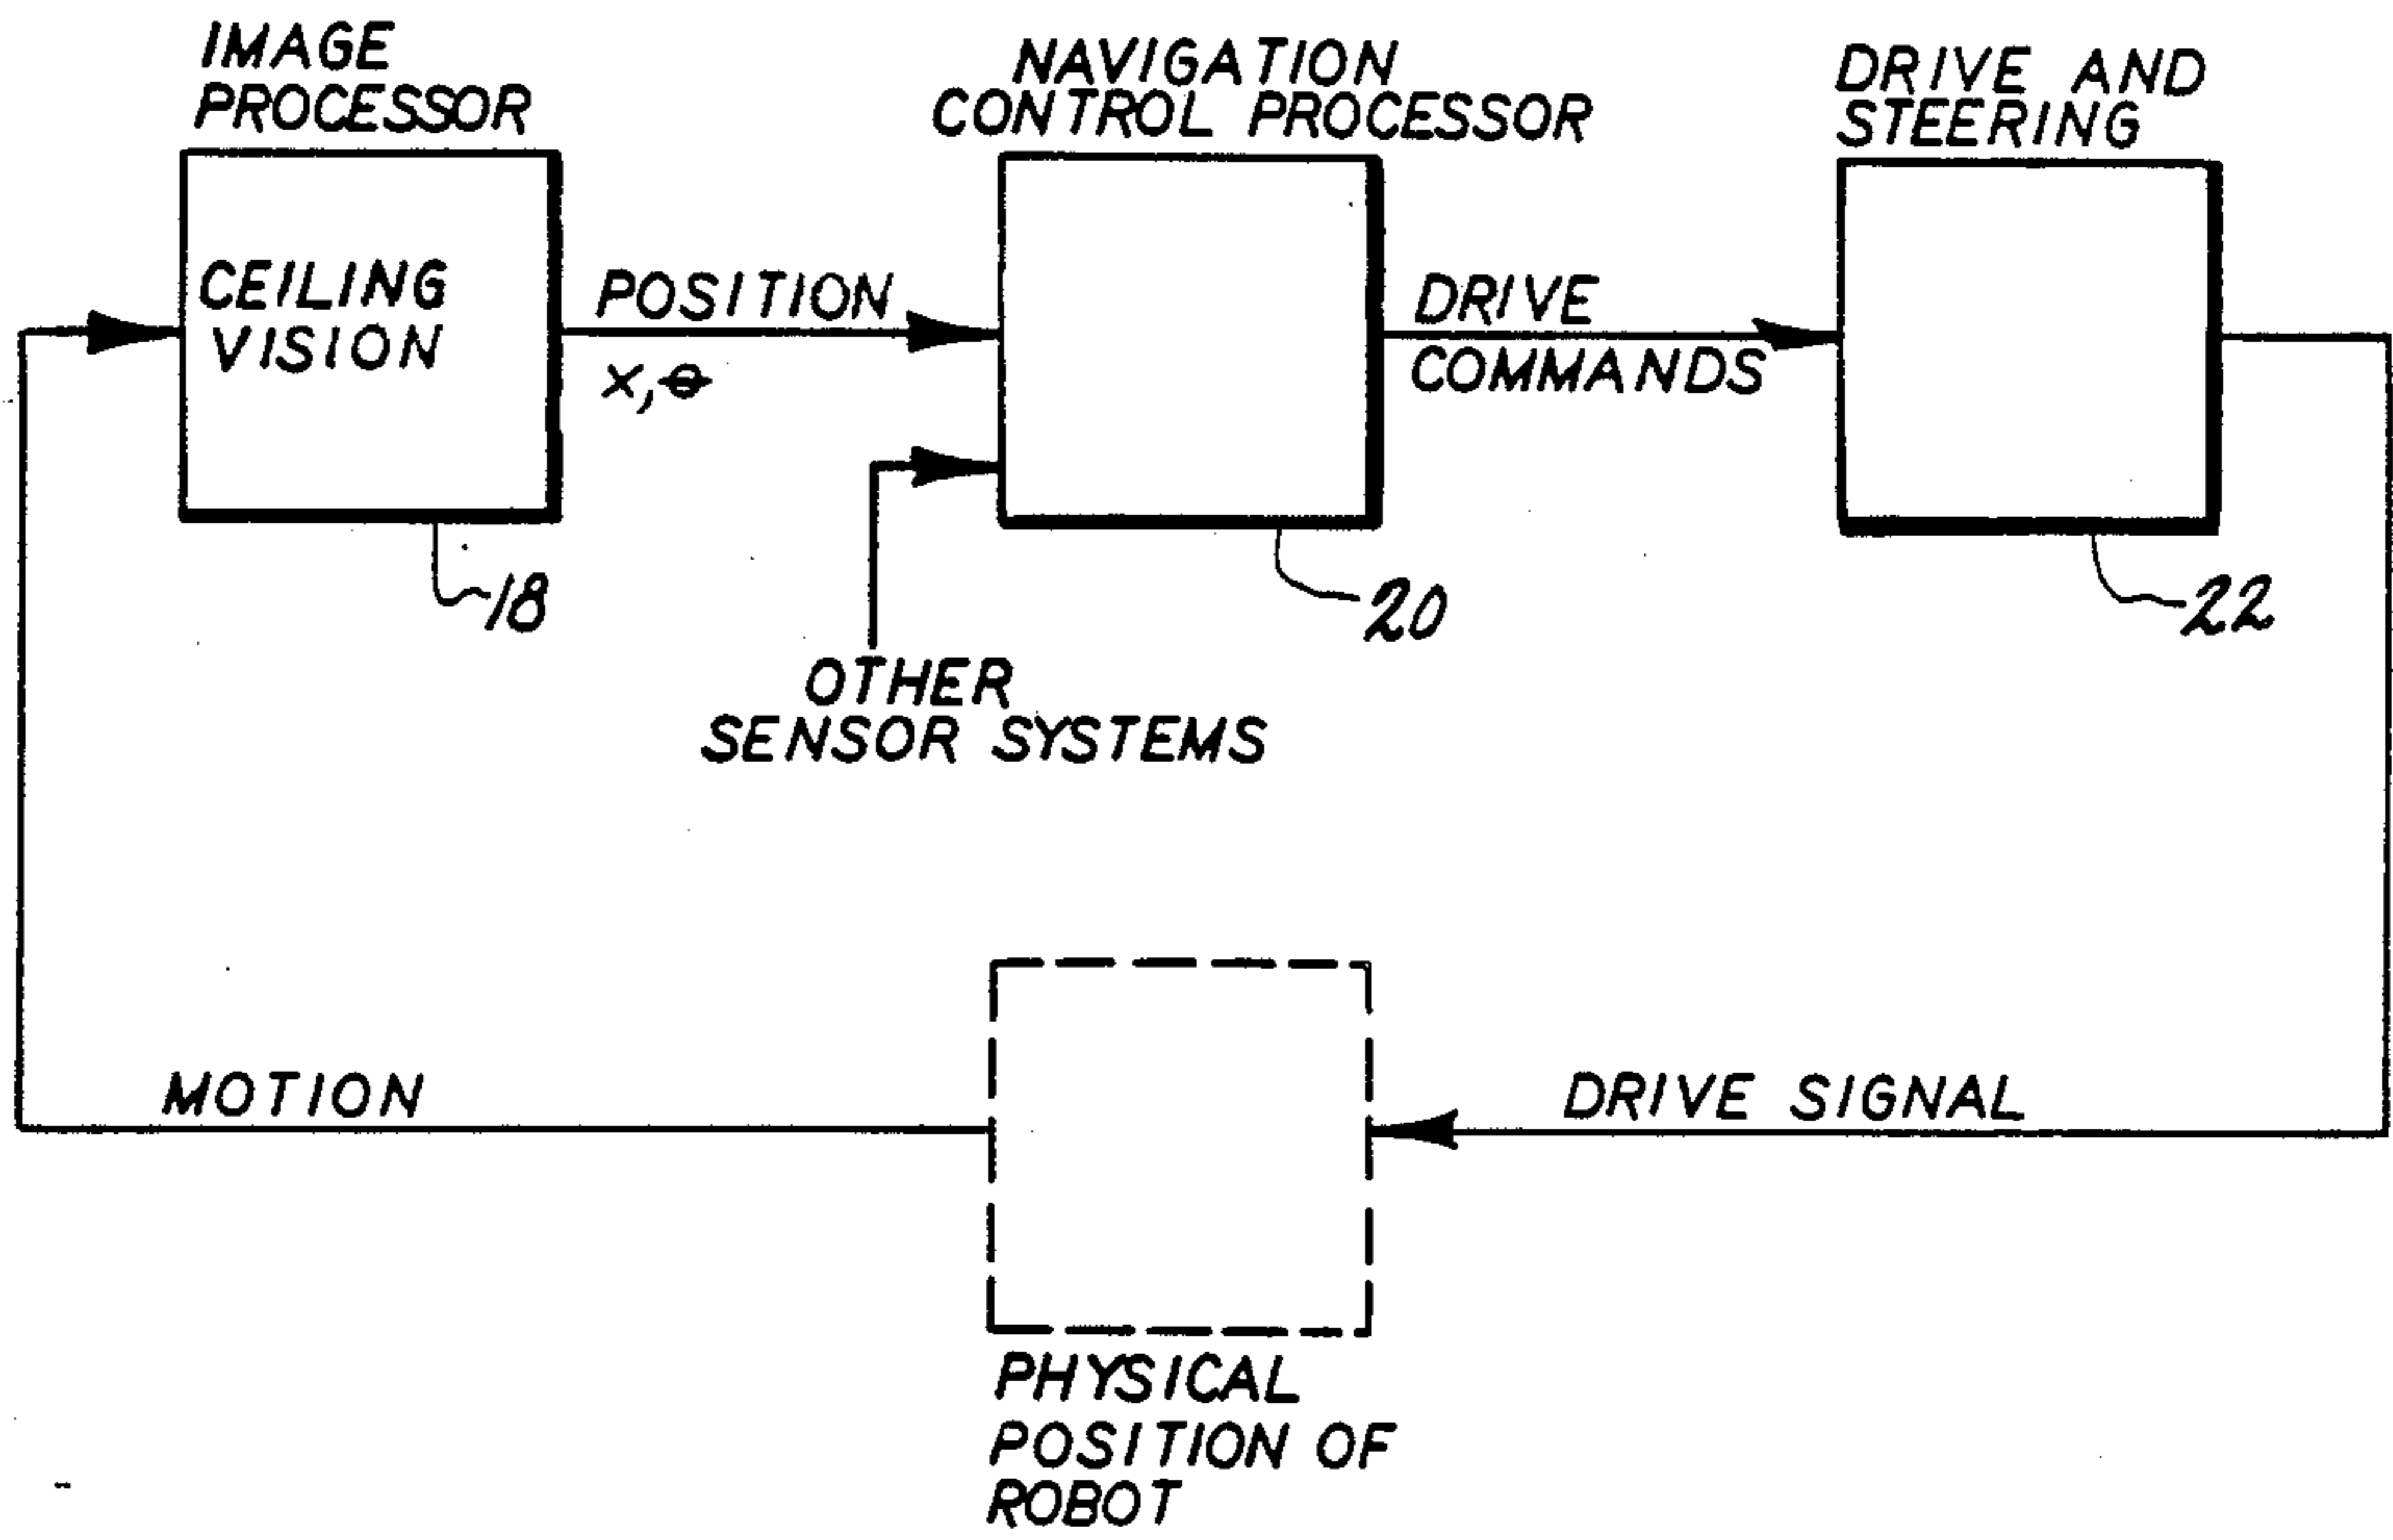 IMAGE
PROCESSOR
NAVIGATION
CONTROL PROCESSOR
DRIVE AND
STEERING
CEILING
VISION
POSITION
x,θ
DRIVE
COMMANDS
18
20
22
OTHER
SENSOR SYSTEMS
MOTION
DRIVE SIGNAL
PHYSICAL
POSITION OF
ROBOT